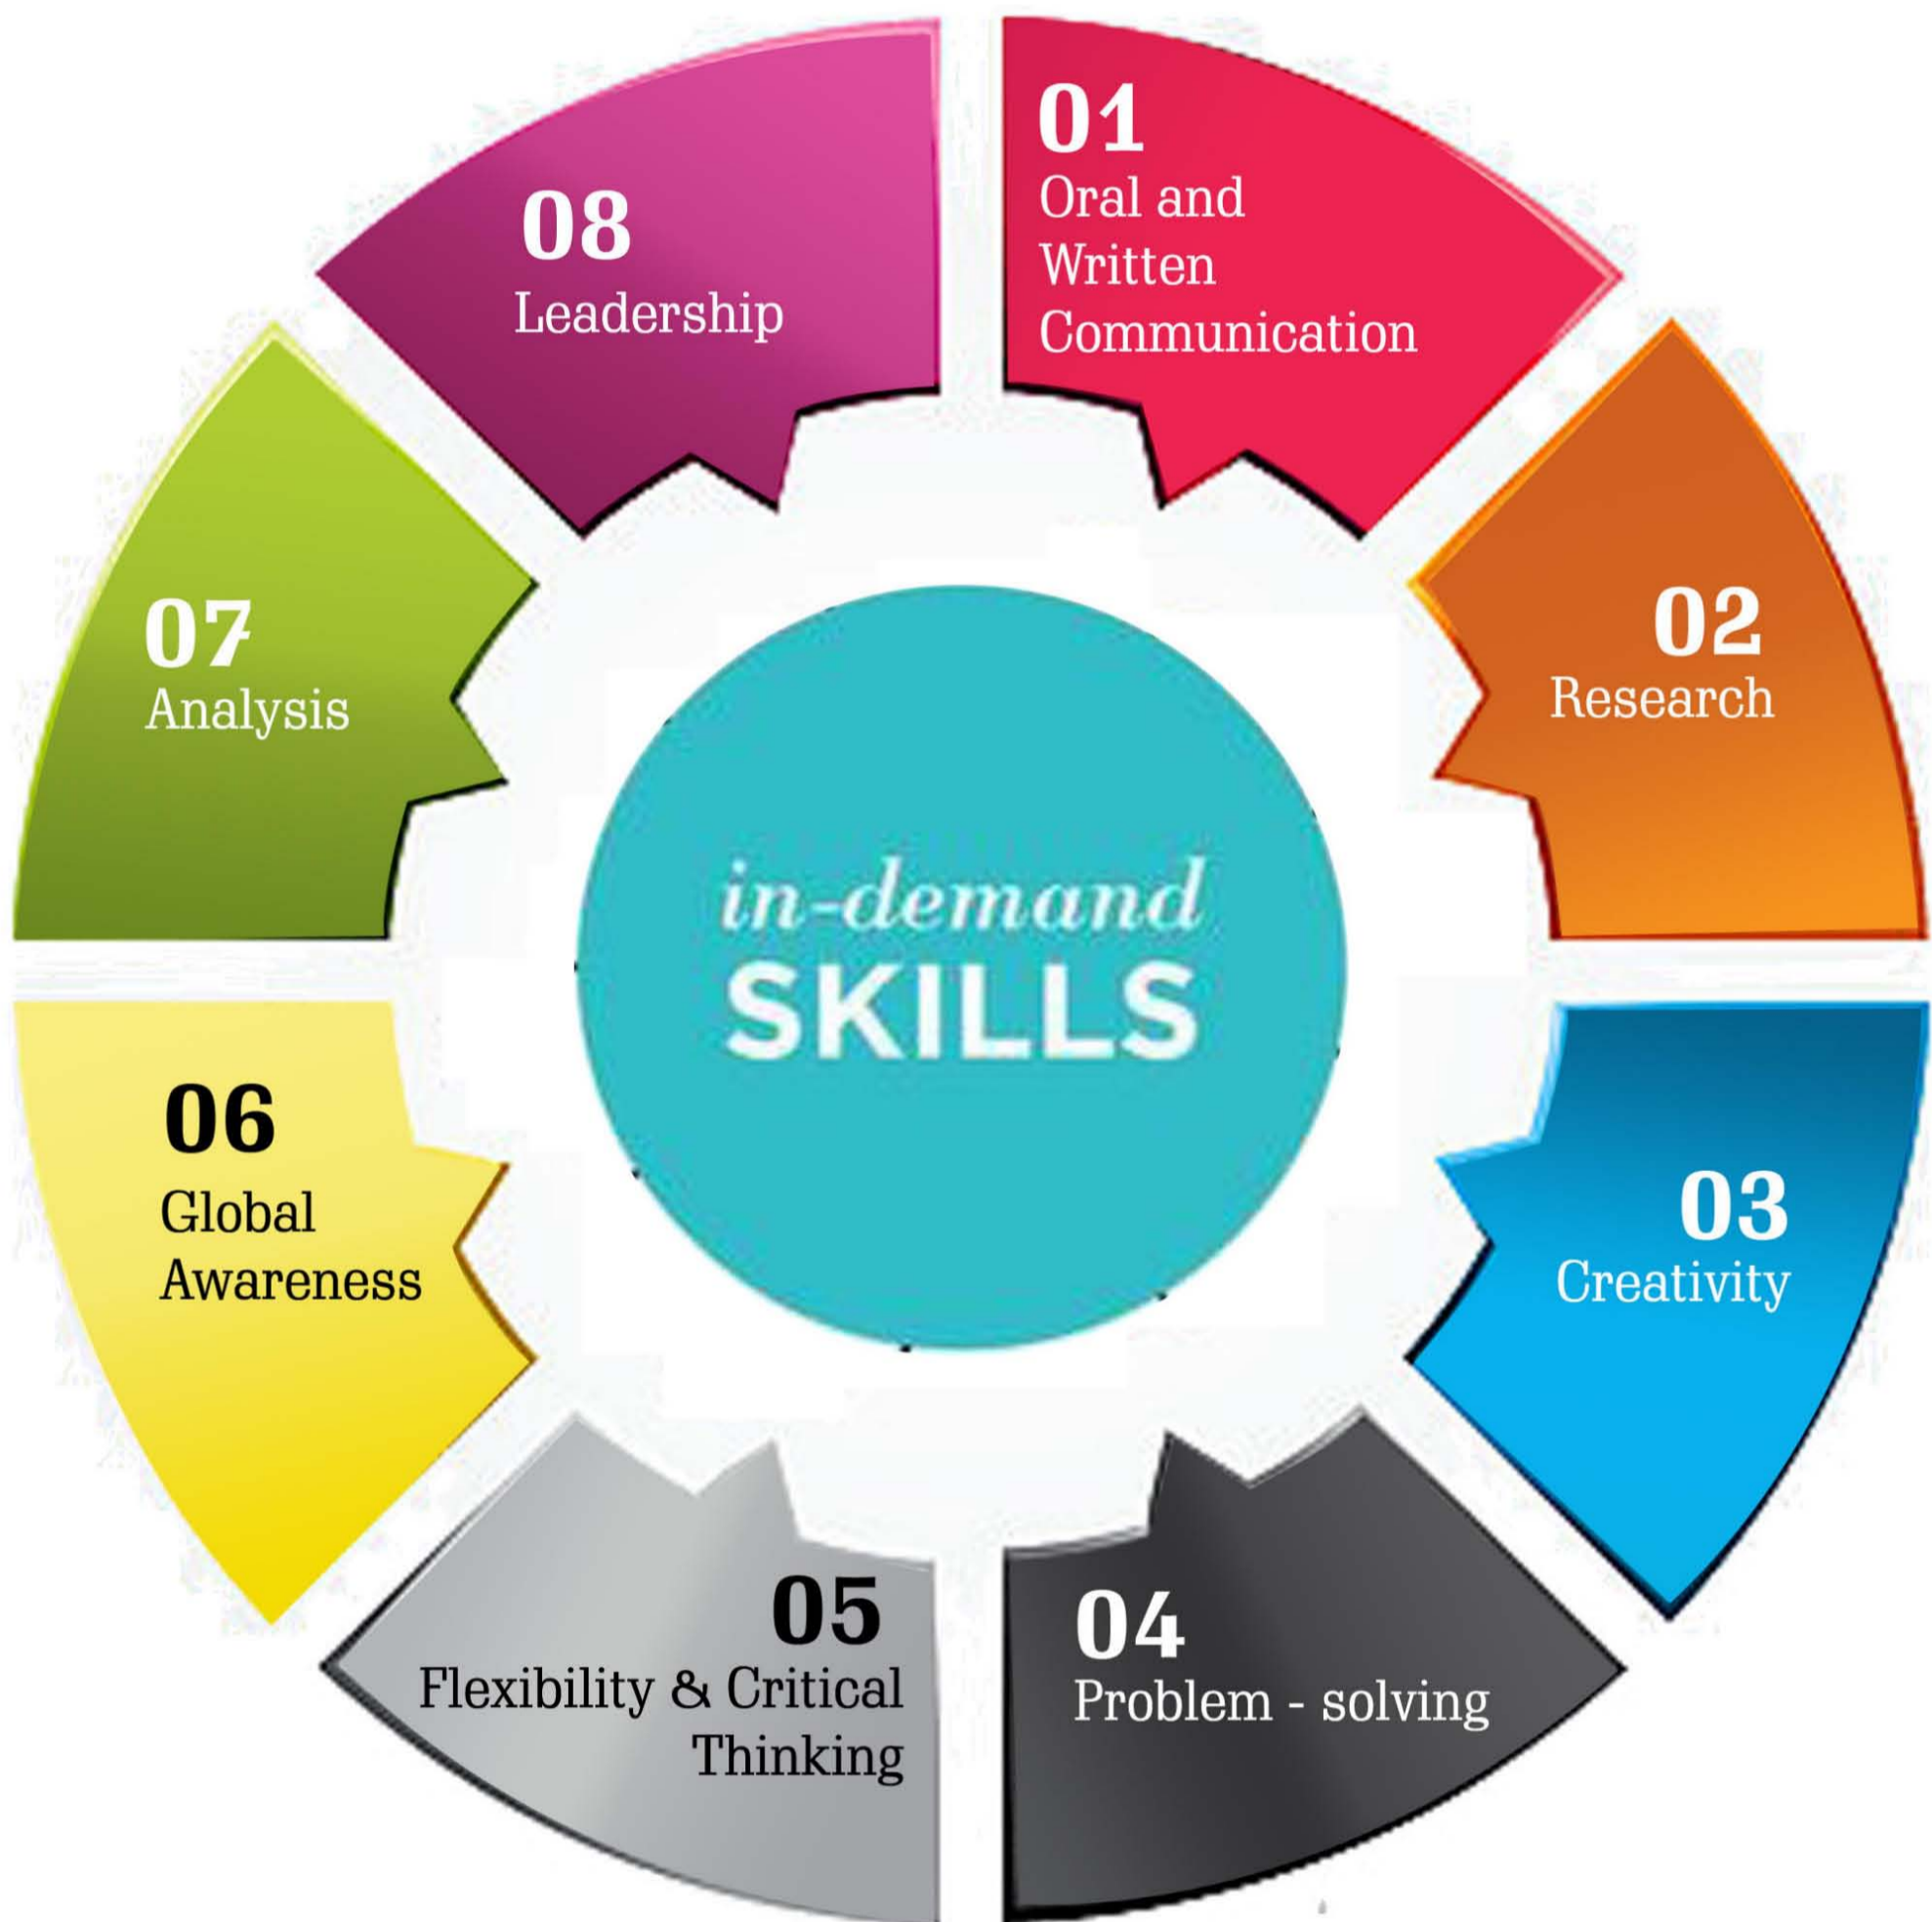 in-demand
SKILLS
01
Oral and
Written
Communication
02
Research
03
Creativity
04
Problem - solving
05
Flexibility & Critical
Thinking
06
Global
Awareness
07
Analysis
08
Leadership